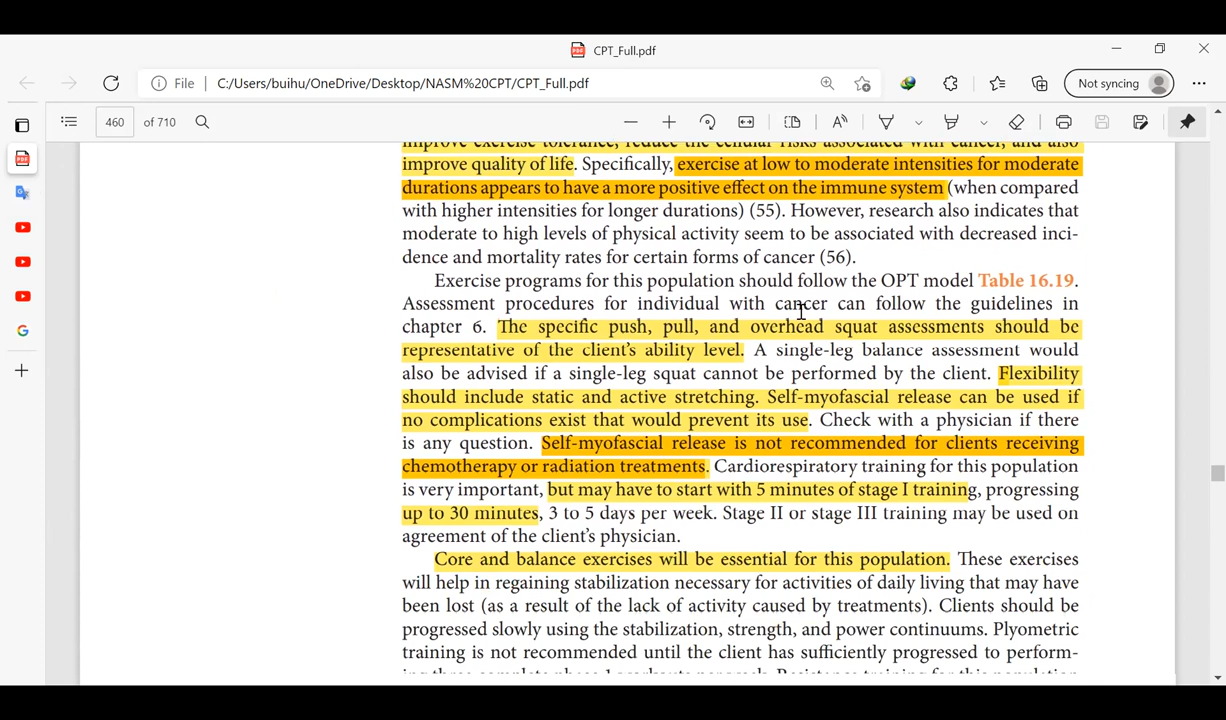 CPT_Full.pdf
File C:/Users/buihu/OneDrive/Desktop/NASM%20CPT/CPT_Full.pdf Not syncing
460 of 710
improve exercise tolerance, reduce the cellular risks associated with cancer, and also
improve quality of life. Specifically, exercise at low to moderate intensities for moderate
durations appears to have a more positive effect on the immune system (when compared
with higher intensities for longer durations) (55). However, research also indicates that
moderate to high levels of physical activity seem to be associated with decreased inci-
dence and mortality rates for certain forms of cancer (56).
Exercise programs for this population should follow the OPT model Table 16.19.
Assessment procedures for individual with cancer can follow the guidelines in
chapter 6. The specific push, pull, and overhead squat assessments should be
representative of the client's ability level. A single-leg balance assessment would
also be advised if a single-leg squat cannot be performed by the client. Flexibility
should include static and active stretching. Self-myofascial release can be used if
no complications exist that would prevent its use. Check with a physician if there
is any question. Self-myofascial release is not recommended for clients receiving
chemotherapy or radiation treatments. Cardiorespiratory training for this population
is very important, but may have to start with 5 minutes of stage I training, progressing
up to 30 minutes, 3 to 5 days per week. Stage II or stage III training may be used on
agreement of the client's physician.
Core and balance exercises will be essential for this population. These exercises
will help in regaining stabilization necessary for activities of daily living that may have
been lost (as a result of the lack of activity caused by treatments). Clients should be
progressed slowly using the stabilization, strength, and power continuums. Plyometric
training is not recommended until the client has sufficiently progressed to perform-